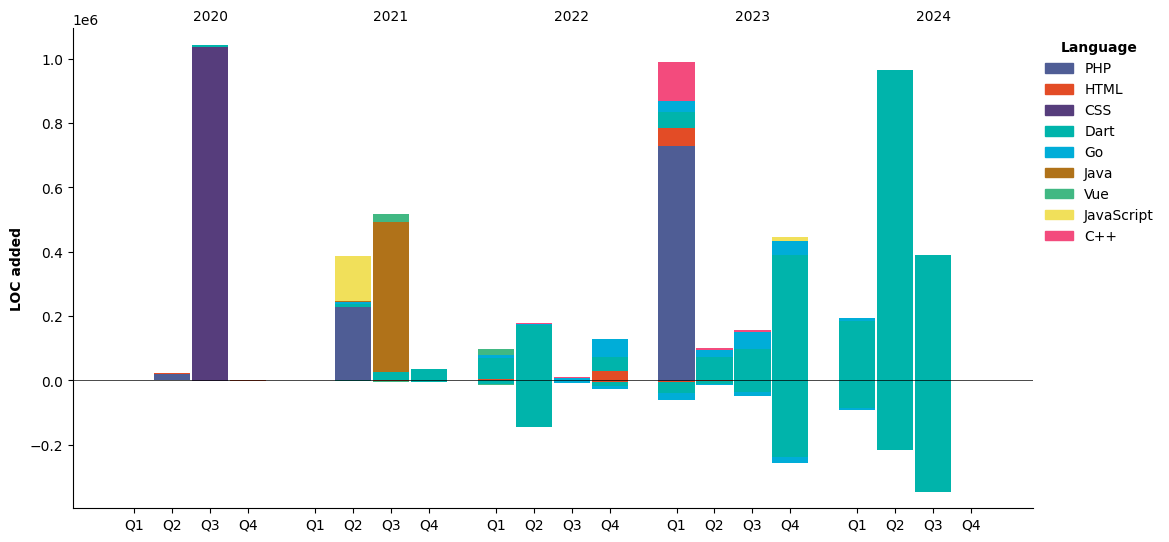 2020 2021 2022 2023 2024
1e6
1.0
0.8
0.6
0.4
0.2
0.0
−0.2
LOC added
Q1 Q2 Q3 Q4 Q1 Q2 Q3 Q4 Q1 Q2 Q3 Q4 Q1 Q2 Q3 Q4 Q1 Q2 Q3 Q4
Language
PHP
HTML
CSS
Dart
Go
Java
Vue
JavaScript
C++